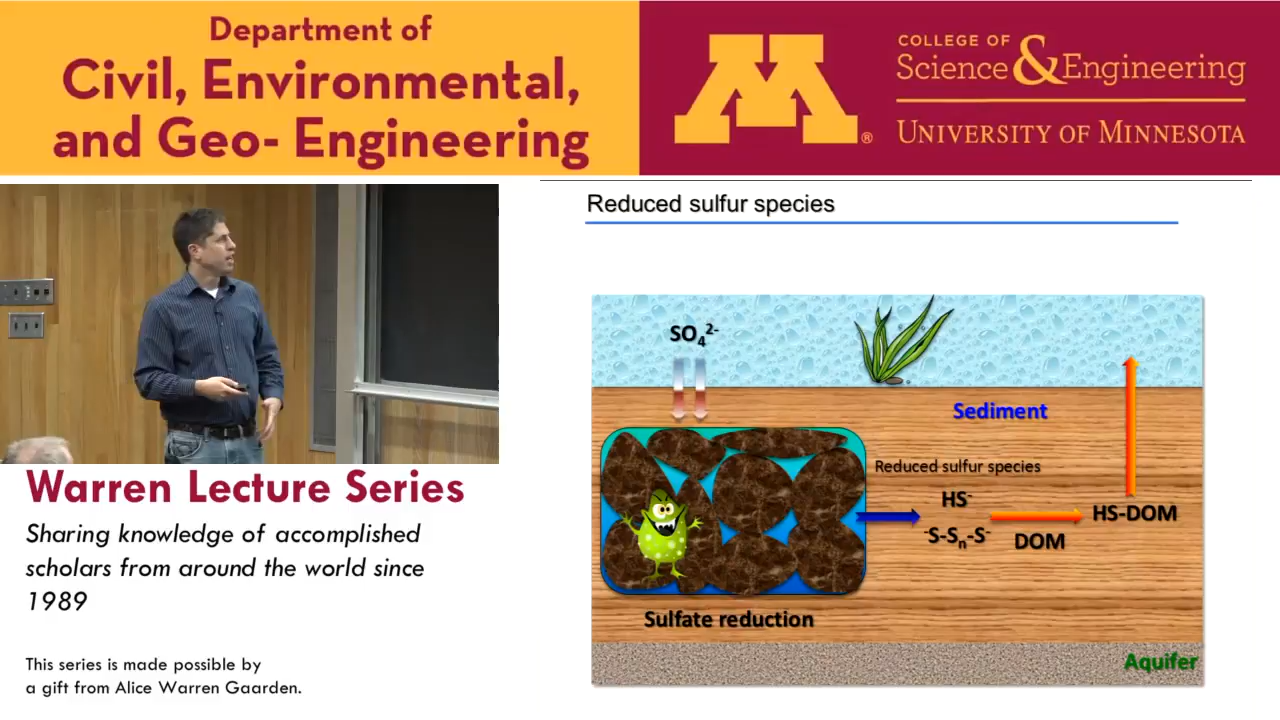 Department of
Civil, Environmental,
and Geo- Engineering
M®
COLLEGE OF
Science & Engineering
UNIVERSITY OF MINNESOTA
Warren Lecture Series
Sharing knowledge of accomplished
scholars from around the world since
1989
This series is made possible by
a gift from Alice Warren Gaarden.
Reduced sulfur species
SO₄²⁻
Sediment
Reduced sulfur species
HS⁻
⁻S-Sₙ-S⁻
DOM
HS-DOM
Sulfate reduction
Aquifer